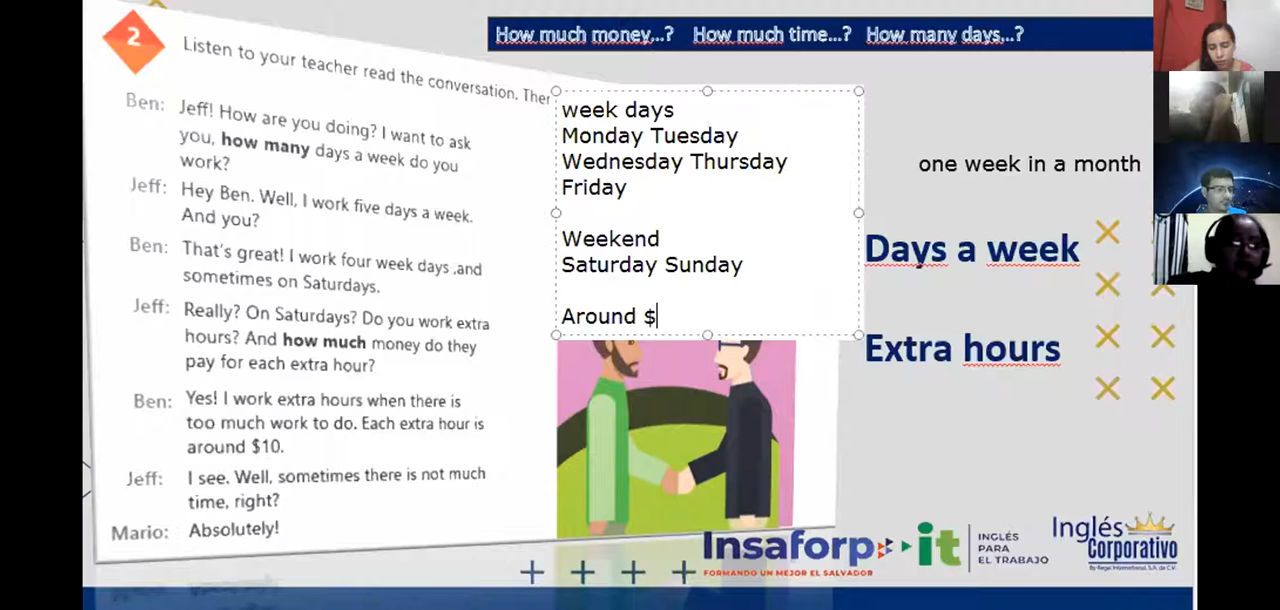 How much money...? How much time...? How many days...?
2
Listen to your teacher read the conversation. Ther
Ben: Jeff! How are you doing? I want to ask
you, how many days a week do you
work?
Jeff: Hey Ben. Well, I work five days a week.
And you?
Ben: That's great! I work four week days .and
sometimes on Saturdays.
Jeff: Really? On Saturdays? Do you work extra
hours? And how much money do they
pay for each extra hour?
Ben: Yes! I work extra hours when there is
too much work to do. Each extra hour is
around $10.
Jeff: I see. Well, sometimes there is not much
time, right?
Mario: Absolutely!
week days
Monday Tuesday
Wednesday Thursday
Friday
Weekend
Saturday Sunday
Around $
one week in a month
Days a week
Extra hours
Insaforp
FORMANDO UN MEJOR EL SALVADOR
it
INGLÉS
PARA
EL TRABAJO
Inglés
Corporativo
By Regal International, S.A. de C.V.